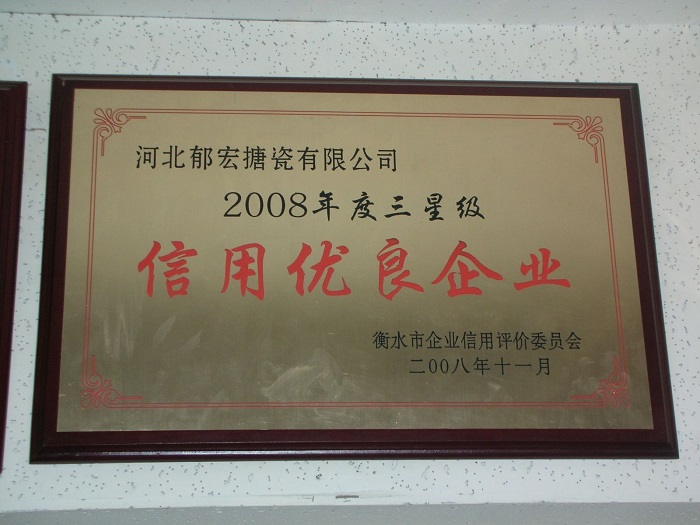 河北郁宏搪瓷有限公司
2008年度三星级
信用优良企业
衡水市企业信用评价委员会
二00八年十一月